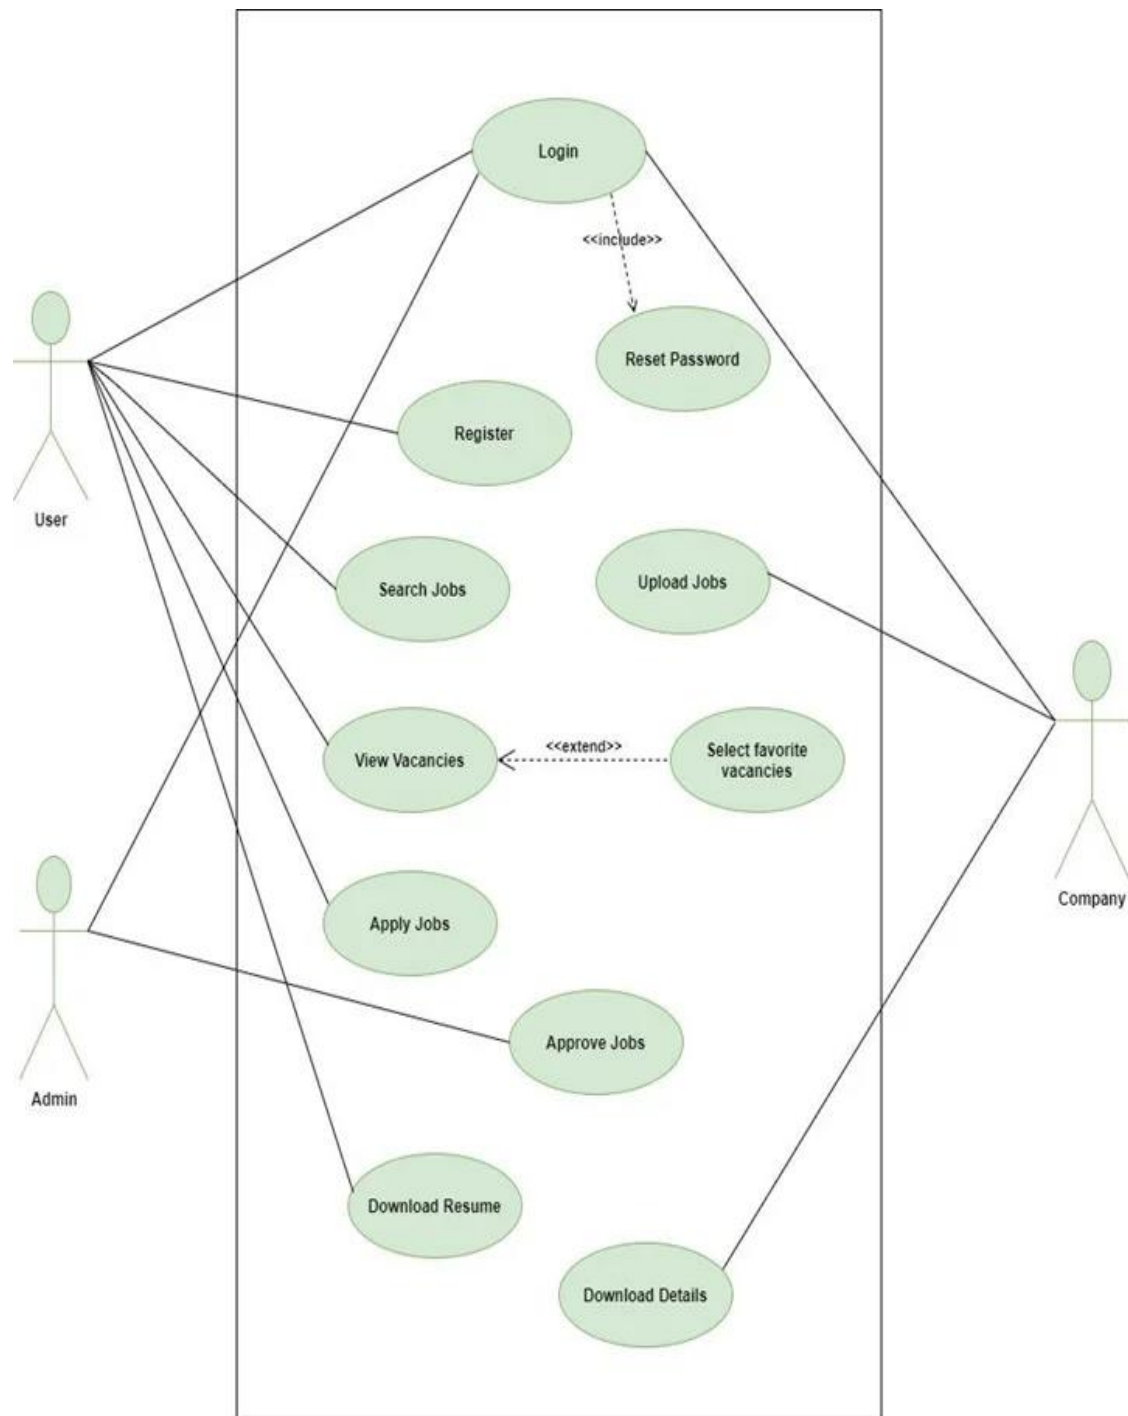 Login
<<include>>
Reset Password
Register
User
Search Jobs
Upload Jobs
View Vacancies
<<extend>>
Select favorite
vacancies
Company
Apply Jobs
Approve Jobs
Admin
Download Resume
Download Details